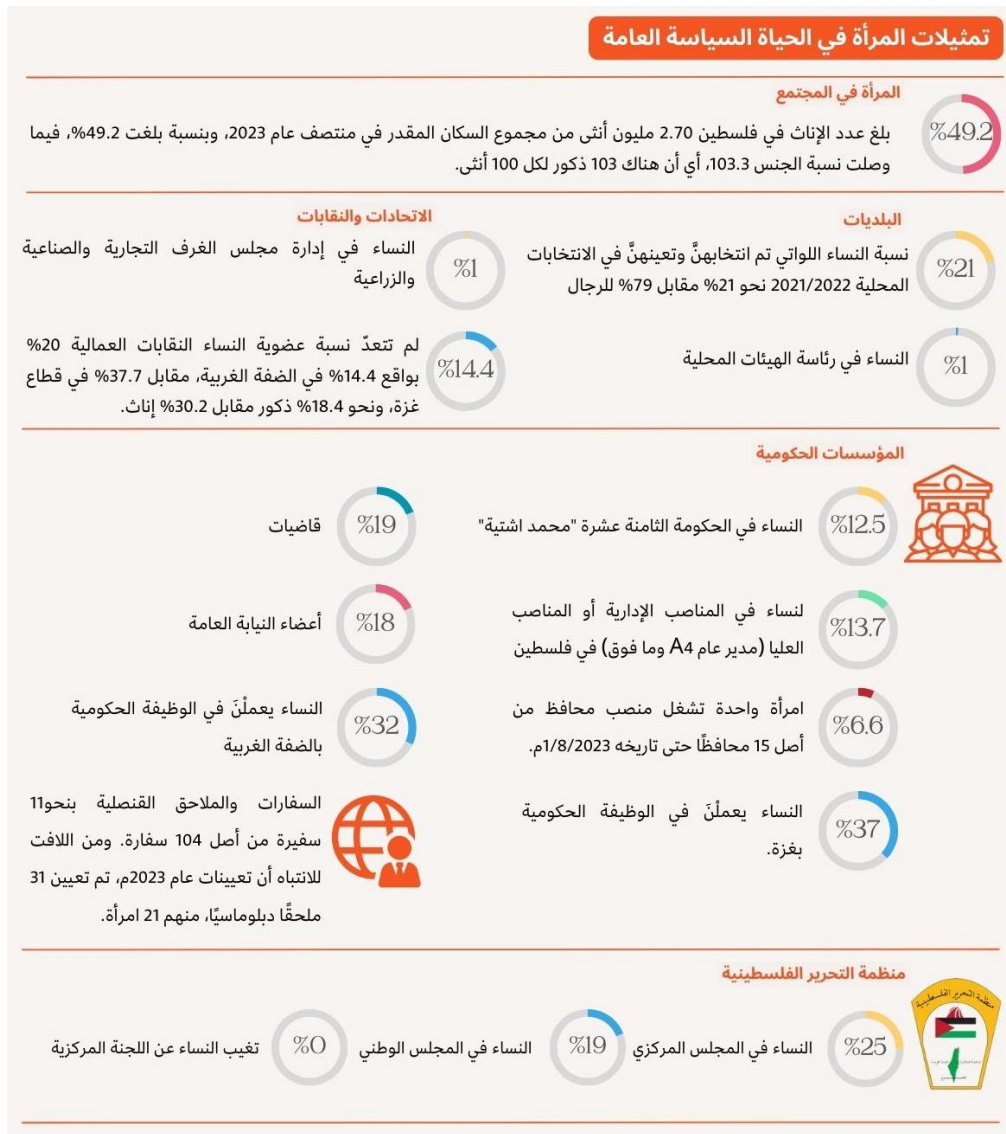 تمثيلات المرأة في الحياة السياسة العامة
المرأة في المجتمع
%49.2
بلغ عدد الإناث في فلسطين 2.70 مليون أنثى من مجموع السكان المقدر في منتصف عام 2023، وبنسبة بلغت 49.2%، فيما
وصلت نسبة الجنس 103.3، أي أن هناك 103 ذكور لكل 100 أنثى.
البلديات
%21
نسبة النساء اللواتي تم انتخابهنَّ وتعينهنَّ في الانتخابات
المحلية 2021/2022 نحو 21% مقابل 79% للرجال
%1
النساء في رئاسة الهيئات المحلية
الاتحادات والنقابات
%1
النساء في إدارة مجلس الغرف التجارية والصناعية
والزراعية
%14.4
لم تتعدّ نسبة عضوية النساء النقابات العمالية 20%
بواقع 14.4% في الضفة الغربية، مقابل 37.7% في قطاع
غزة، ونحو 18.4% ذكور مقابل 30.2% إناث.
المؤسسات الحكومية
%12.5
النساء في الحكومة الثامنة عشرة "محمد اشتية"
%13.7
لنساء في المناصب الإدارية أو المناصب
العليا (مدير عام A4 وما فوق) في فلسطين
%6.6
امرأة واحدة تشغل منصب محافظ من
أصل 15 محافظًا حتى تاريخه 1/8/2023م.
%37
النساء يعملْنَ في الوظيفة الحكومية
بغزة.
%19
قاضيات
%18
أعضاء النيابة العامة
%32
النساء يعملْنَ في الوظيفة الحكومية
بالضفة الغربية
السفارات والملاحق القنصلية بنحو11
سفيرة من أصل 104 سفارة. ومن اللافت
للانتباه أن تعيينات عام 2023م، تم تعيين 31
ملحقًا دبلوماسيًا، منهم 21 امرأة.
منظمة التحرير الفلسطينية
منظمة التحرير الفلسطينية
%25
النساء في المجلس المركزي
%19
النساء في المجلس الوطني
%0
تغيب النساء عن اللجنة المركزية